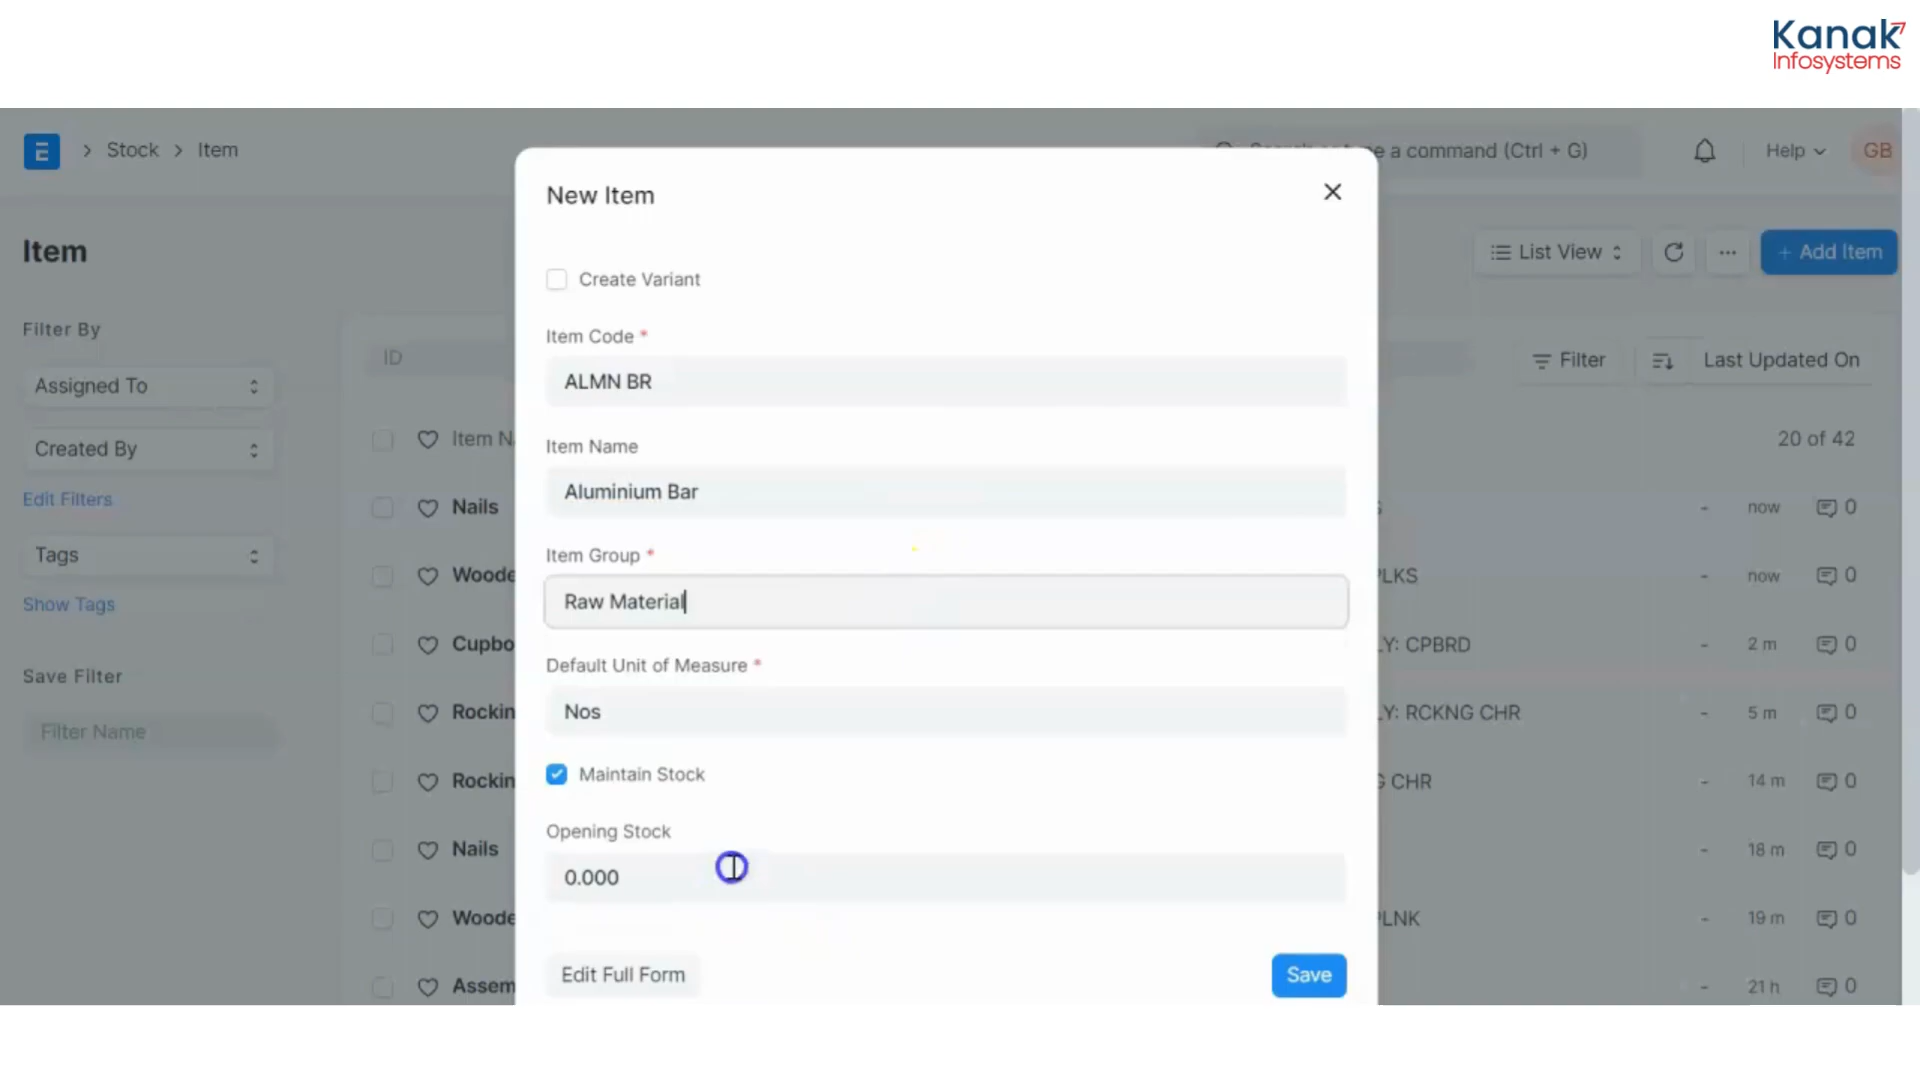 Kanak
Infosystems
Stock Item
e a command (Ctrl + G)
Help
GB
Item
List View
+ Add Item
Filter By
Assigned To
Created By
Edit Filters
Tags
Show Tags
Save Filter
Filter Name
ID
Filter
Last Updated On
Item N
20 of 42
Nails
- now 0
Woode
PLKS - now 0
Cupbo
LY: CPBRD - 2 m 0
Rockin
LY: RCKNG CHR - 5 m 0
Rockin
G CHR - 14 m 0
Nails
- 18 m 0
Woode
PLNK - 19 m 0
Assem
- 21 h 0
New Item
Create Variant
Item Code *
ALMN BR
Item Name
Aluminium Bar
Item Group *
Raw Material
Default Unit of Measure *
Nos
Maintain Stock
Opening Stock
0.000
Edit Full Form
Save